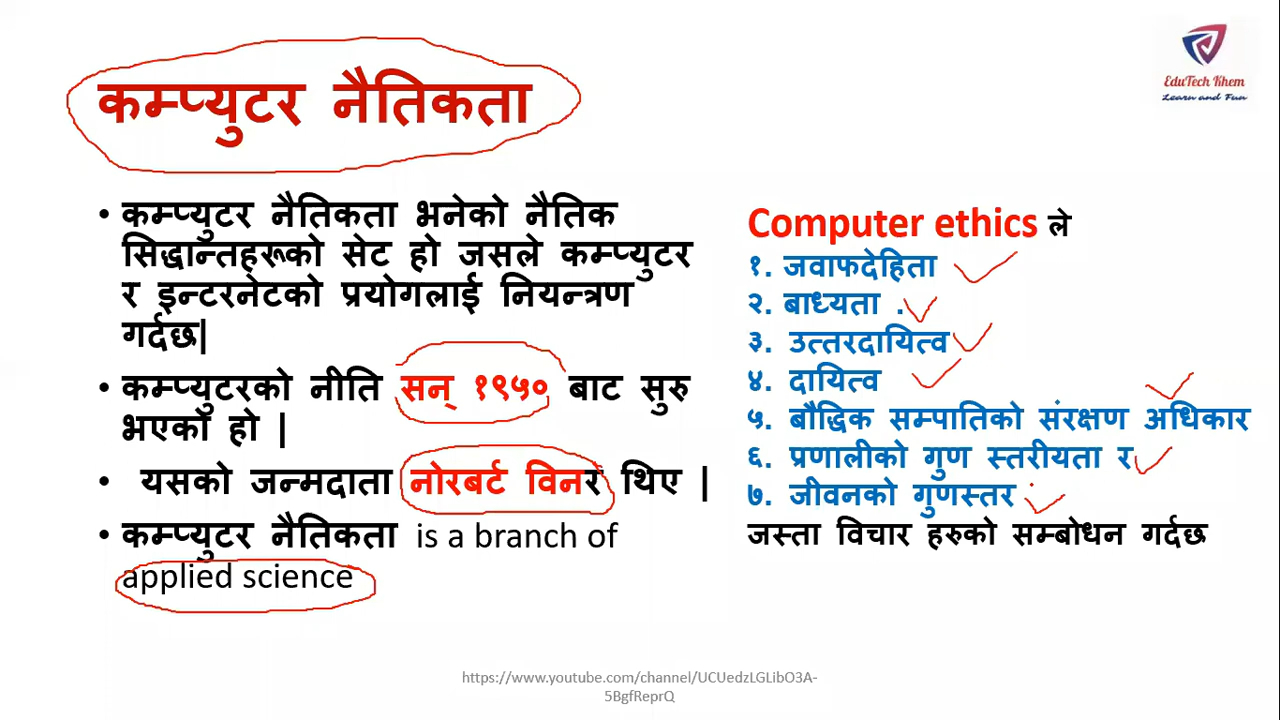 कम्प्युटर नैतिकता
EduTech Khem
Learn and Fun
• कम्प्युटर नैतिकता भनेको नैतिक
सिद्धान्तहरूको सेट हो जसले कम्प्युटर
र इन्टरनेटको प्रयोगलाई नियन्त्रण
गर्दछ|
• कम्प्युटरको नीति सन् १९५० बाट सुरु
भएको हो |
• यसको जन्मदाता नोरबर्ट विनर थिए |
• कम्प्युटर नैतिकता is a branch of
applied science
Computer ethics ले
१. जवाफदेहिता
२. बाध्यता .
३. उत्तरदायित्व
४. दायित्व
५. बौद्धिक सम्पातिको संरक्षण अधिकार
६. प्रणालीको गुण स्तरीयता र
७. जीवनको गुणस्तर
जस्ता विचार हरुको सम्बोधन गर्दछ
https://www.youtube.com/channel/UCUedzLGLibO3A-
5BgfReprQ